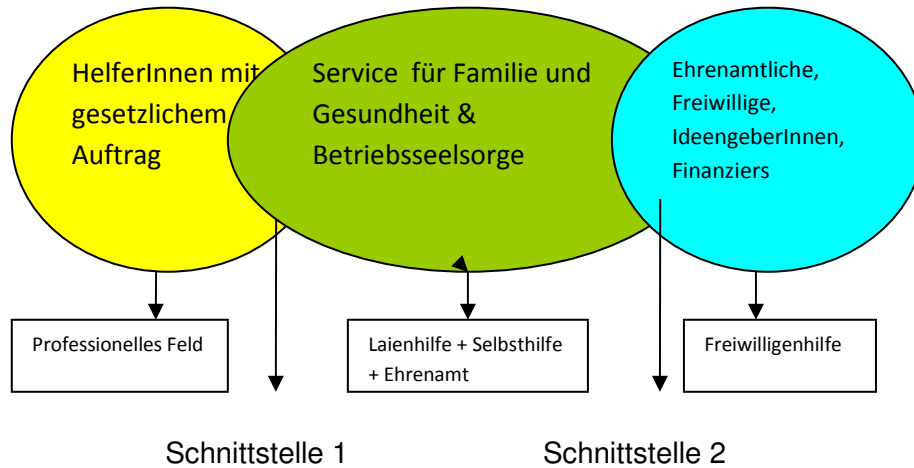 HelferInnen mit
gesetzlichem
Auftrag
Service für Familie und
Gesundheit &
Betriebsseelsorge
Ehrenamtliche,
Freiwillige,
IdeengeberInnen,
Finanziers
Professionelles Feld
Laienhilfe + Selbsthilfe
+ Ehrenamt
Freiwilligenhilfe
Schnittstelle 1
Schnittstelle 2